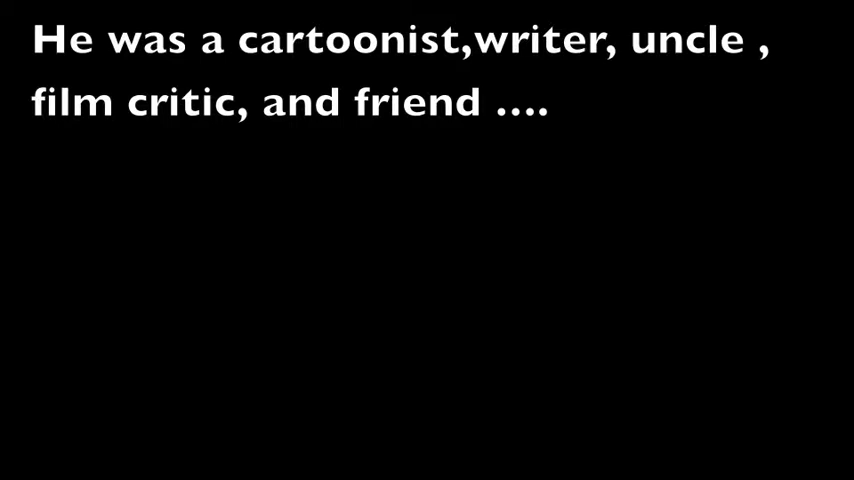 He was a cartoonist,writer, uncle ,
film critic, and friend ....